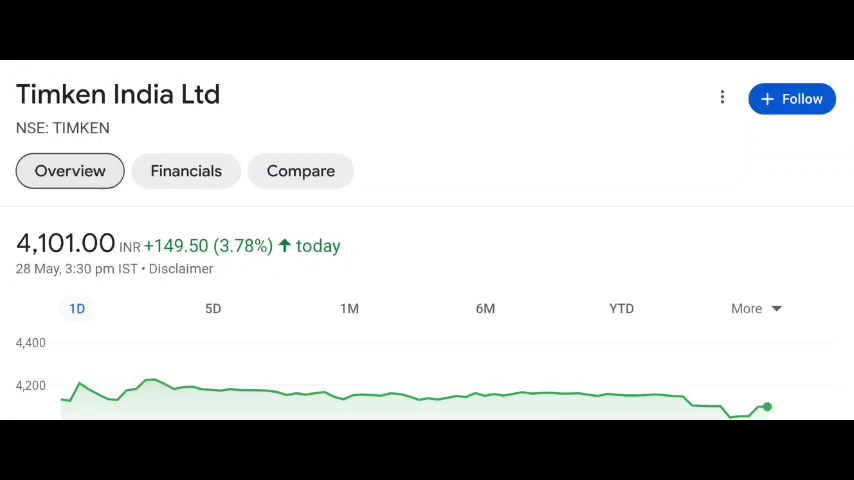 Timken India Ltd
+ Follow
NSE: TIMKEN
Overview Financials Compare
4,101.00 INR +149.50 (3.78%) ↑ today
28 May, 3:30 pm IST • Disclaimer
1D 5D 1M 6M YTD More
4,400
4,200